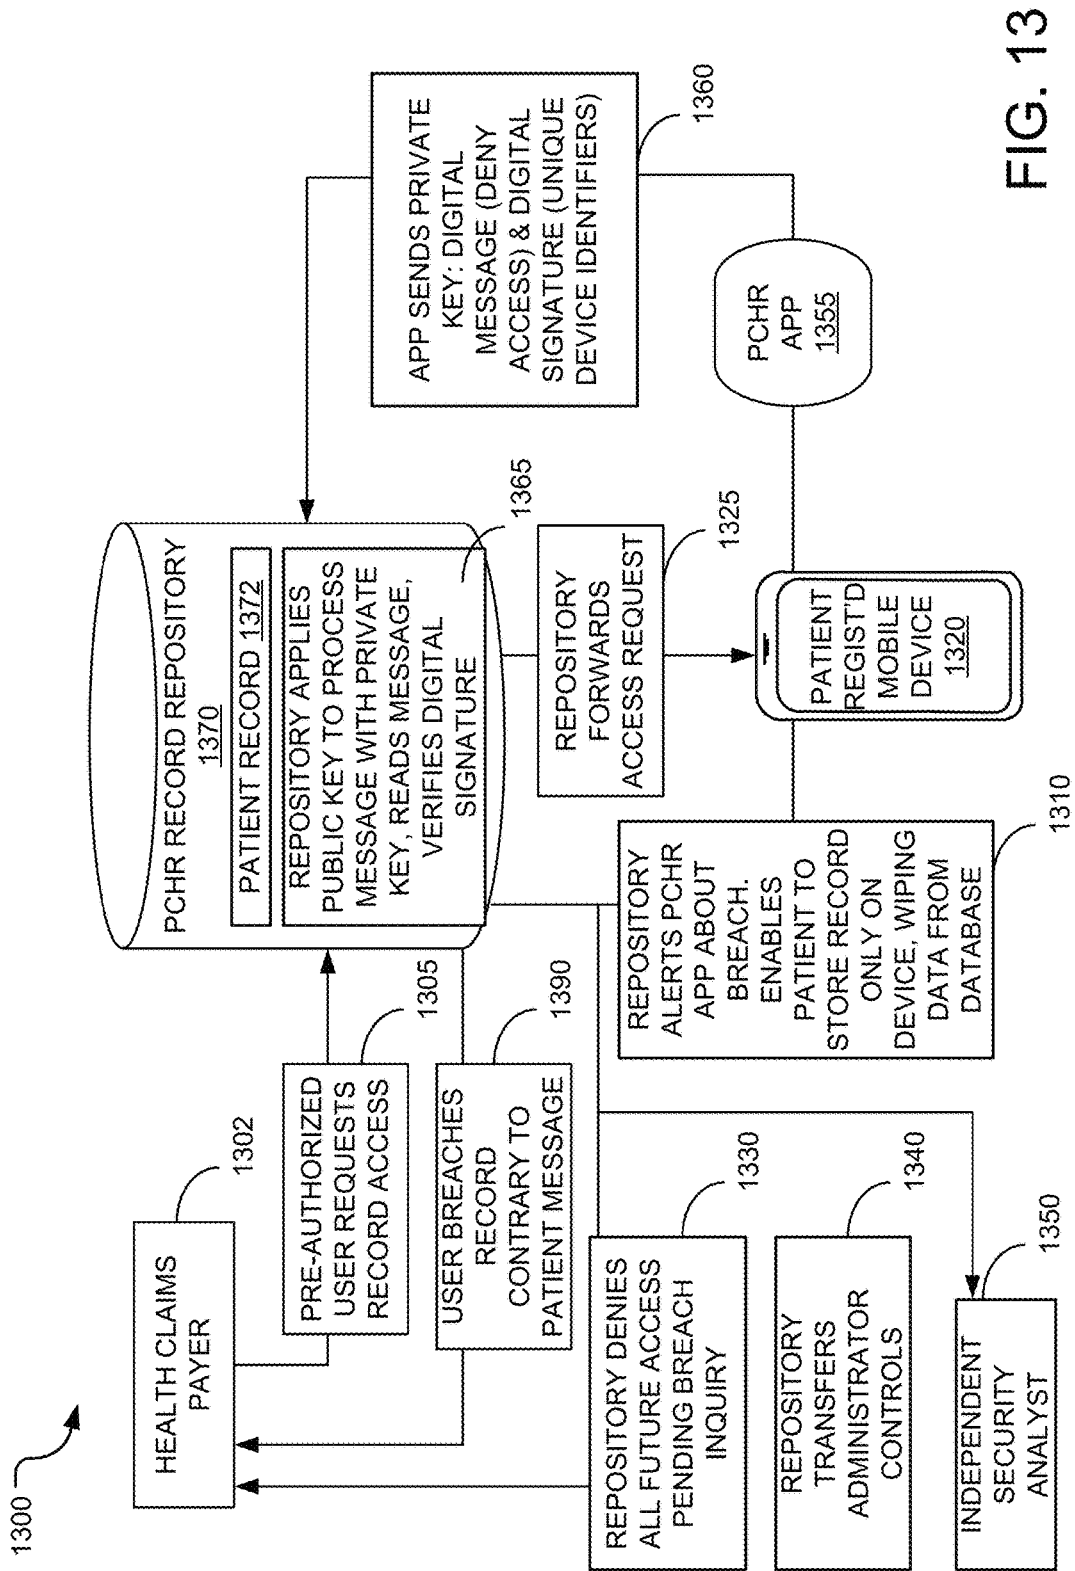 1300
HEALTH CLAIMS
PAYER
1302
PRE-AUTHORIZED
USER REQUESTS
RECORD ACCESS
1305
USER BREACHES
RECORD
CONTRARY TO
PATIENT MESSAGE
1390
REPOSITORY DENIES
ALL FUTURE ACCESS
PENDING BREACH
INQUIRY
1330
REPOSITORY
TRANSFERS
ADMINISTRATOR
CONTROLS
1340
INDEPENDENT
SECURITY
ANALYST
1350
PCHR RECORD REPOSITORY
1370
PATIENT RECORD 1372
REPOSITORY APPLIES
PUBLIC KEY TO PROCESS
MESSAGE WITH PRIVATE
KEY, READS MESSAGE,
VERIFIES DIGITAL
SIGNATURE
1365
REPOSITORY
FORWARDS
ACCESS REQUEST
1325
REPOSITORY
ALERTS PCHR
APP ABOUT
BREACH.
ENABLES
PATIENT TO
STORE RECORD
ONLY ON
DEVICE, WIPING
DATA FROM
DATABASE
1310
PATIENT
REGIST'D
MOBILE
DEVICE
1320
APP SENDS PRIVATE
KEY: DIGITAL
MESSAGE (DENY
ACCESS) & DIGITAL
SIGNATURE (UNIQUE
DEVICE IDENTIFIERS)
1360
PCHR
APP
1355
FIG. 13